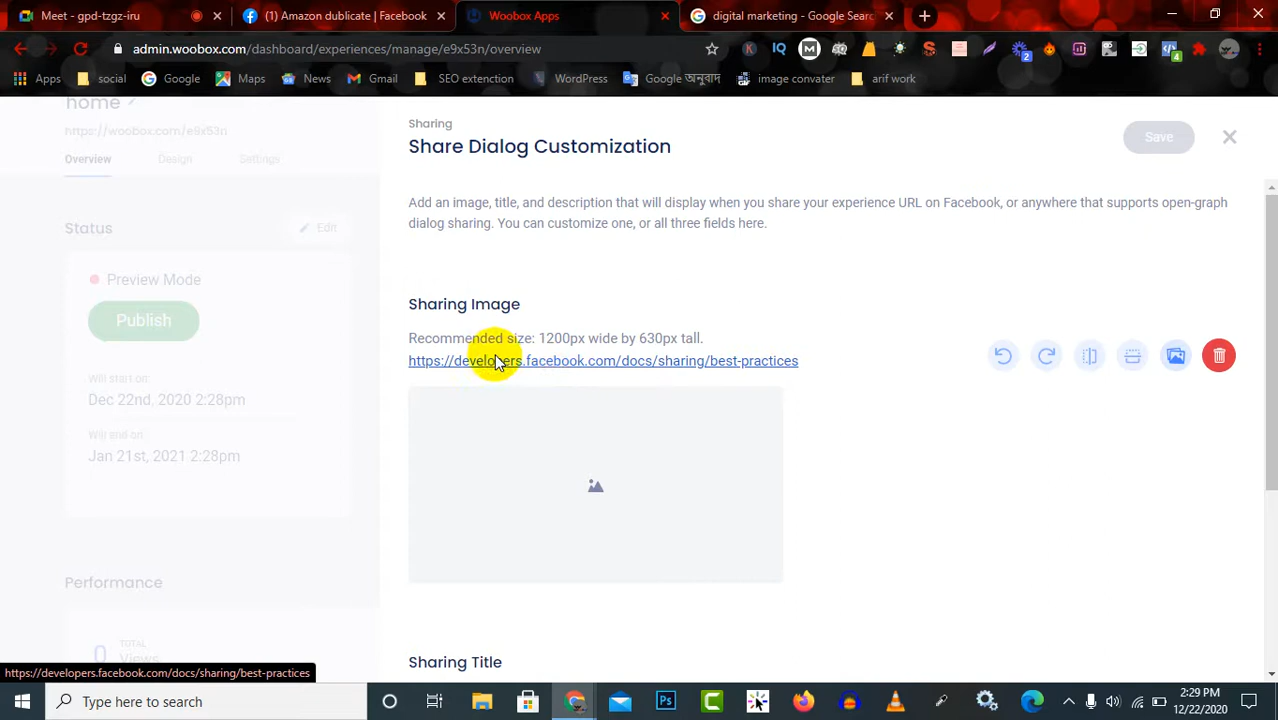 Meet - gpd-tzgz-iru
(1) Amazon dublicate | Facebook
Woobox Apps
digital marketing - Google Searc
admin.woobox.com/dashboard/experiences/manage/e9x53n/overview
Apps
social
Google
Maps
News
Gmail
SEO extenction
WordPress
Google অনুবাদ
image convater
arif work
home
https://woobox.com/e9x53n
Overview
Design
Settings
Status
Edit
Preview Mode
Publish
Will start on:
Dec 22nd, 2020 2:28pm
Will end on:
Jan 21st, 2021 2:28pm
Performance
0
TOTAL
Views
Sharing
Share Dialog Customization
Save
Add an image, title, and description that will display when you share your experience URL on Facebook, or anywhere that supports open-graph
dialog sharing. You can customize one, or all three fields here.
Sharing Image
Recommended size: 1200px wide by 630px tall.
https://developers.facebook.com/docs/sharing/best-practices
Sharing Title
https://developers.facebook.com/docs/sharing/best-practices
Type here to search
2:29 PM
12/22/2020